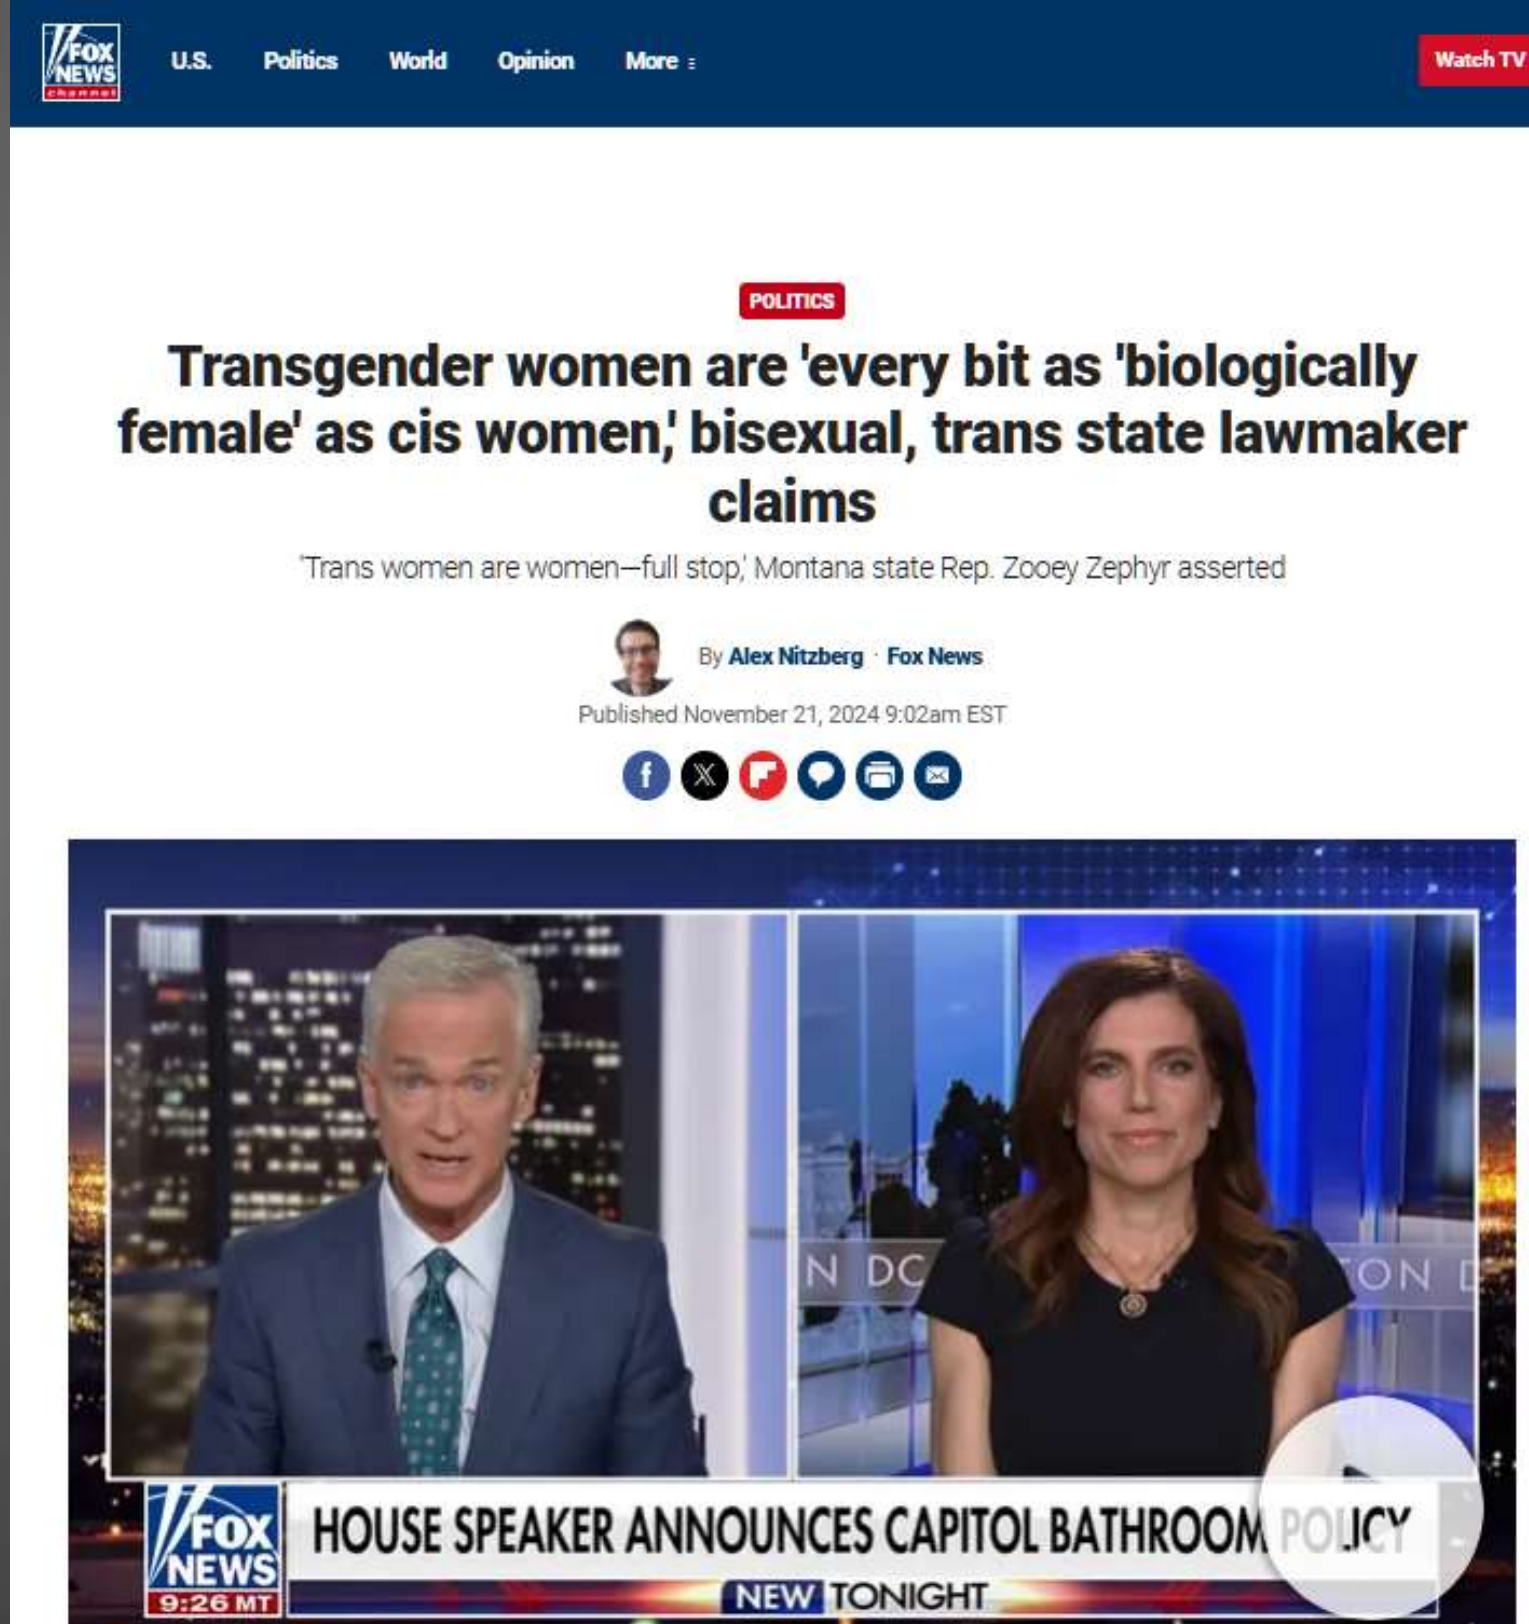 FOX
NEWS
channel
U.S.
Politics
World
Opinion
More
Watch TV
POLITICS
Transgender women are 'every bit as 'biologically
female' as cis women,' bisexual, trans state lawmaker
claims
'Trans women are women—full stop,' Montana state Rep. Zooey Zephyr asserted
By Alex Nitzberg · Fox News
Published November 21, 2024 9:02am EST
N DC
TON D
FOX
NEWS
9:26 MT
HOUSE SPEAKER ANNOUNCES CAPITOL BATHROOM POLICY
NEW TONIGHT